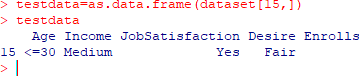 > testdata=as.data.frame(dataset[15,])
> testdata
    Age Income JobSatisfaction Desire Enrolls
15 <=30 Medium             Yes   Fair
>